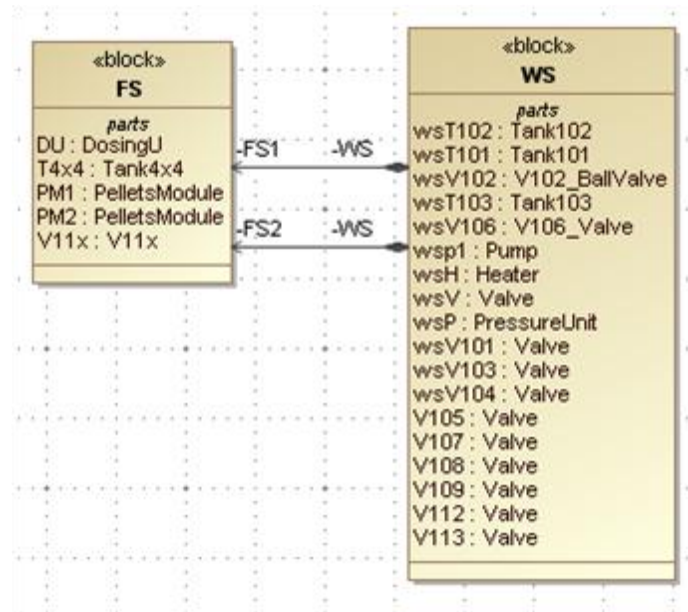 «block»
FS
parts
DU : DosingU
T4x4 : Tank4x4
PM1 : PelletsModule
PM2 : PelletsModule
V11x : V11x
-FS1
-WS
-FS2
-WS
«block»
WS
parts
wsT102 : Tank102
wsT101 : Tank101
wsV102 : V102_BallValve
wsT103 : Tank103
wsV106 : V106_Valve
wsp1 : Pump
wsH : Heater
wsV : Valve
wsP : PressureUnit
wsV101 : Valve
wsV103 : Valve
wsV104 : Valve
V105 : Valve
V107 : Valve
V108 : Valve
V109 : Valve
V112 : Valve
V113 : Valve